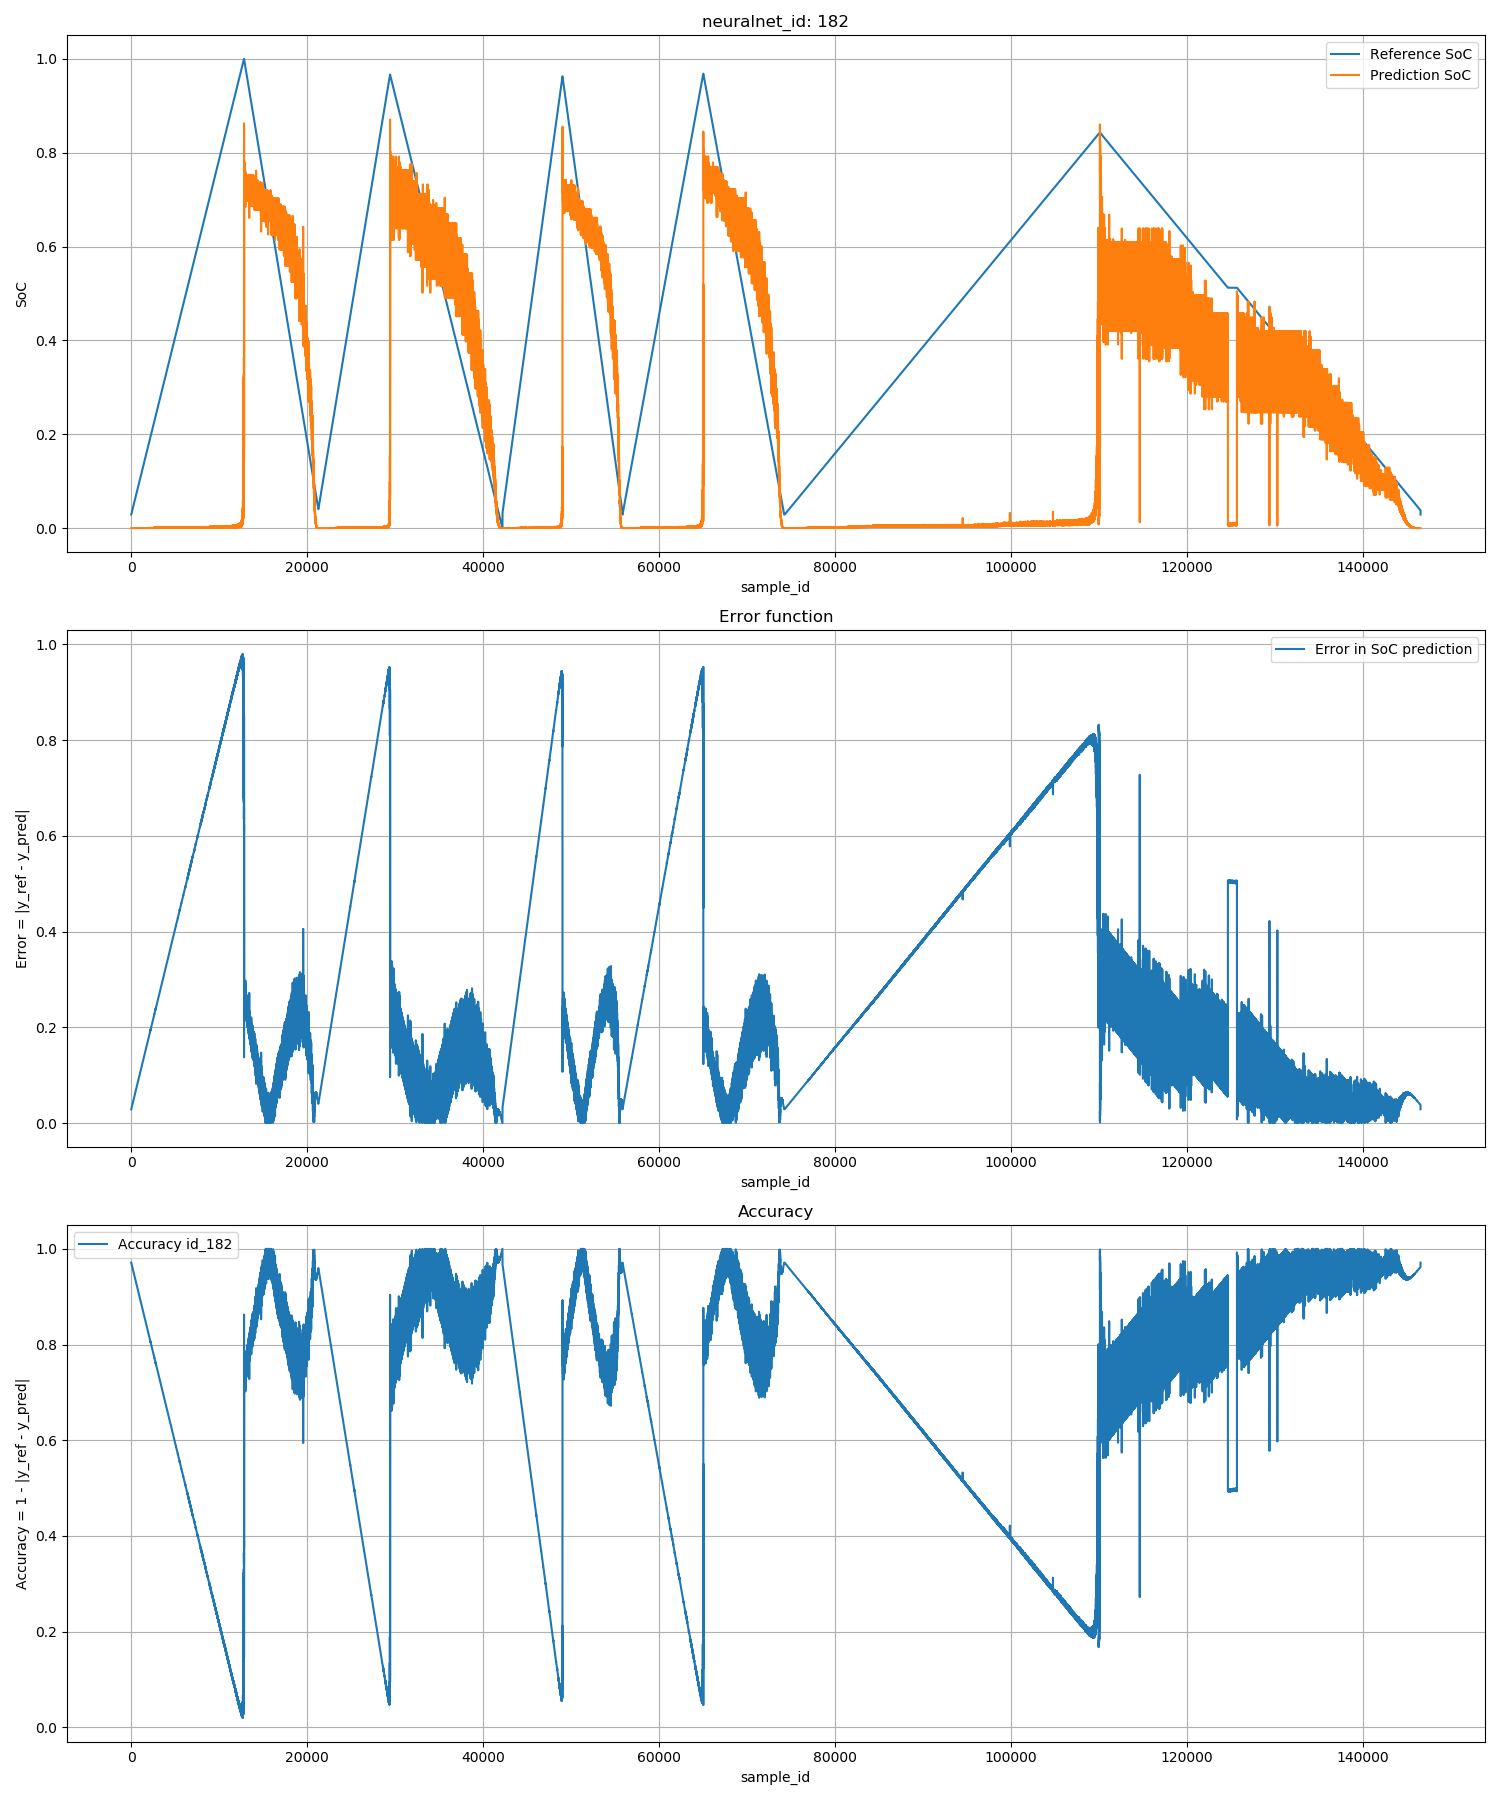 neuralnet_id: 182
Reference SoC
Prediction SoC
SoC
1.0
0.8
0.6
0.4
0.2
0.0
0 20000 40000 60000 80000 100000 120000 140000
sample_id
Error function
Error in SoC prediction
Error = |y_ref - y_pred|
1.0
0.8
0.6
0.4
0.2
0.0
0 20000 40000 60000 80000 100000 120000 140000
sample_id
Accuracy
Accuracy id_182
Accuracy = 1 - |y_ref - y_pred|
1.0
0.8
0.6
0.4
0.2
0.0
0 20000 40000 60000 80000 100000 120000 140000
sample_id